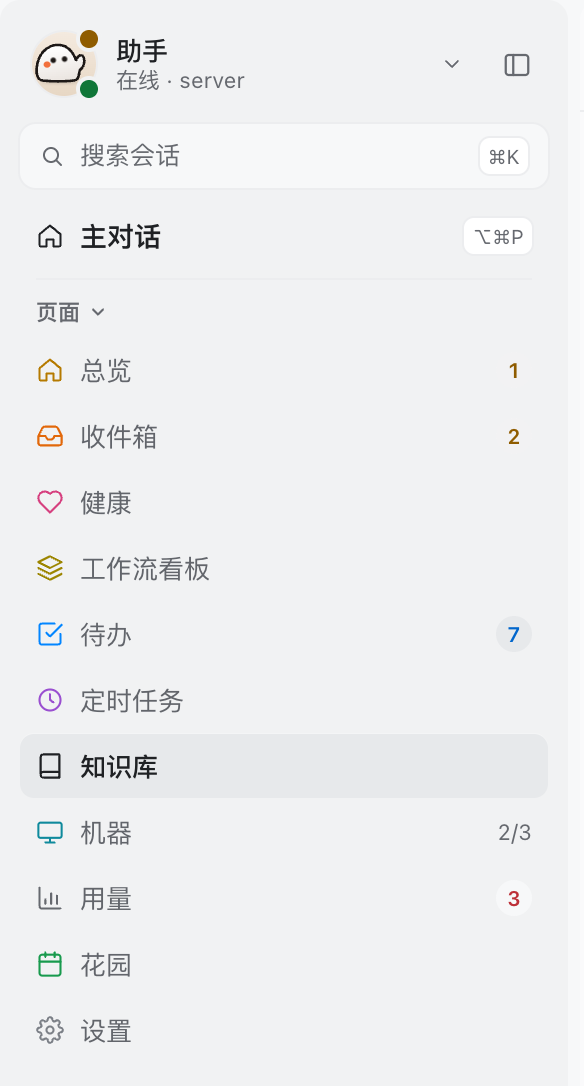 助手
在线 · server
搜索会话 ⌘K
主对话 ⌥⌘P
页面
总览 1
收件箱 2
健康
工作流看板
待办 7
定时任务
知识库
机器 2/3
用量 3
花园
设置